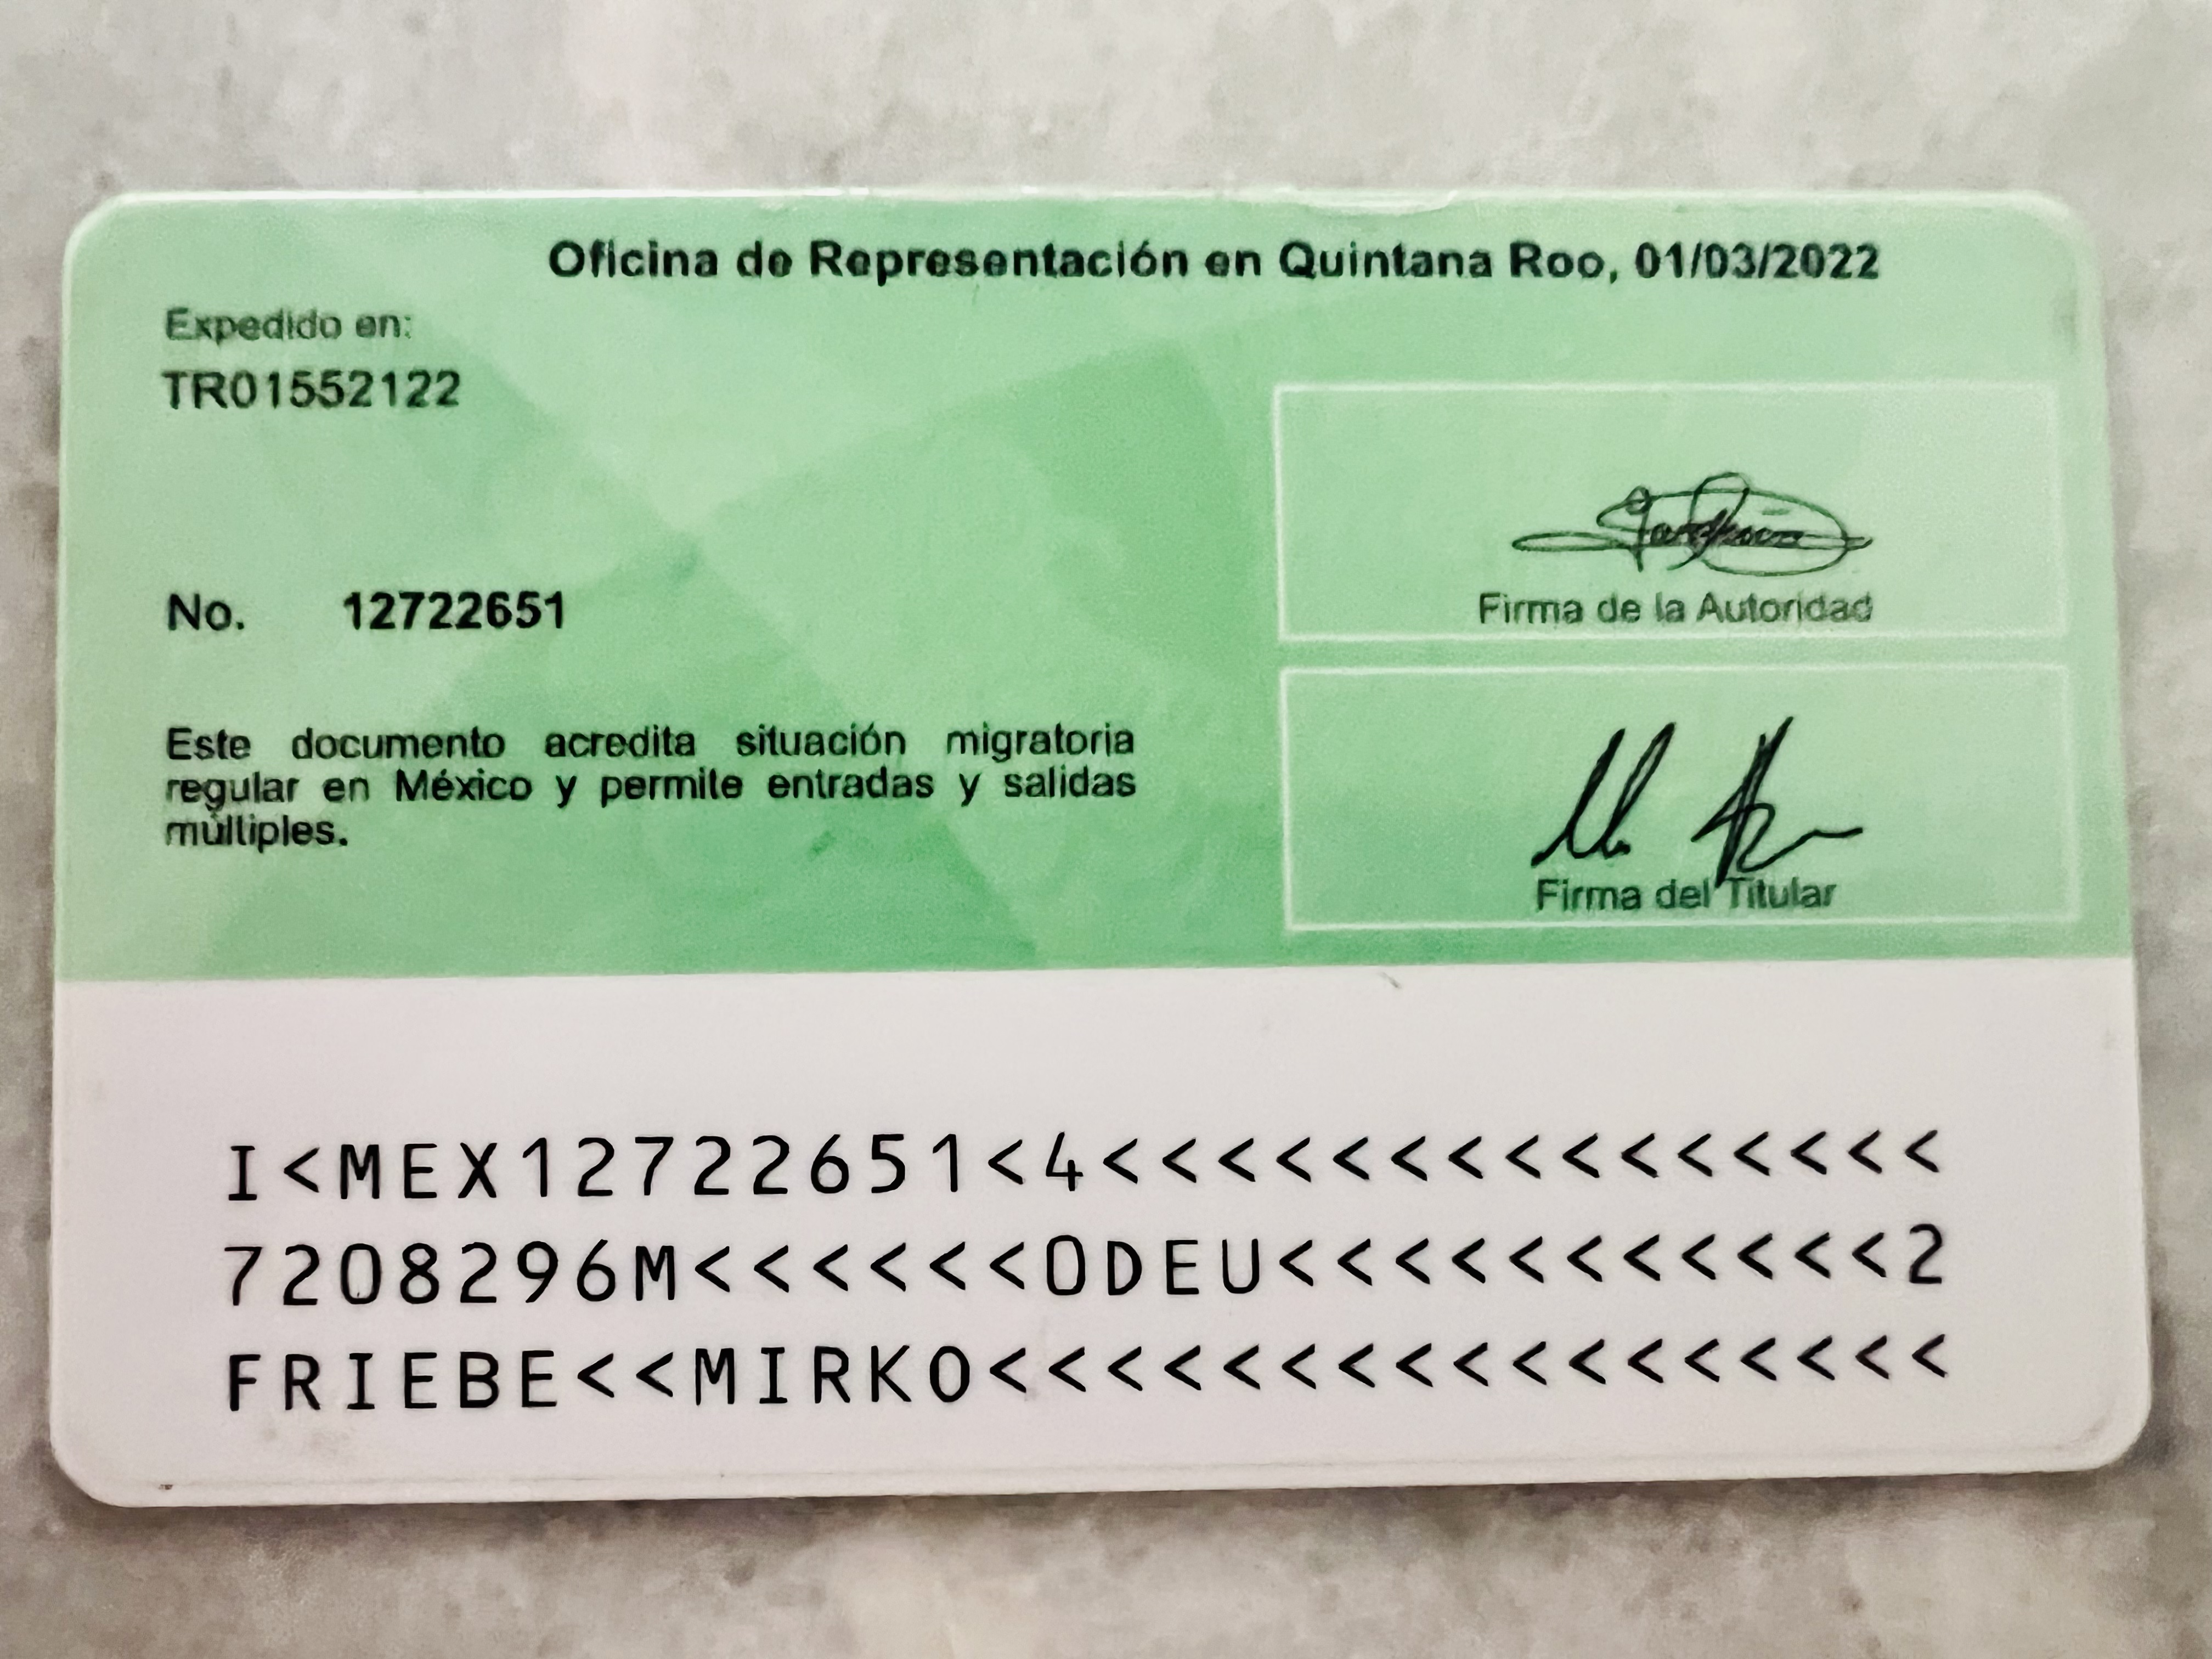 Oficina de Representación en Quintana Roo, 01/03/2022
Expedido en:
TR01552122
Firma de la Autoridad
No. 12722651
Este documento acredita situación migratoria
regular en México y permite entradas y salidas
múltiples.
Firma del Titular
I<MEX12722651<4<<<<<<<<<<<<<<<
7208296M<<<<<<0DEU<<<<<<<<<<<2
FRIEBE<<MIRKO<<<<<<<<<<<<<<<<<